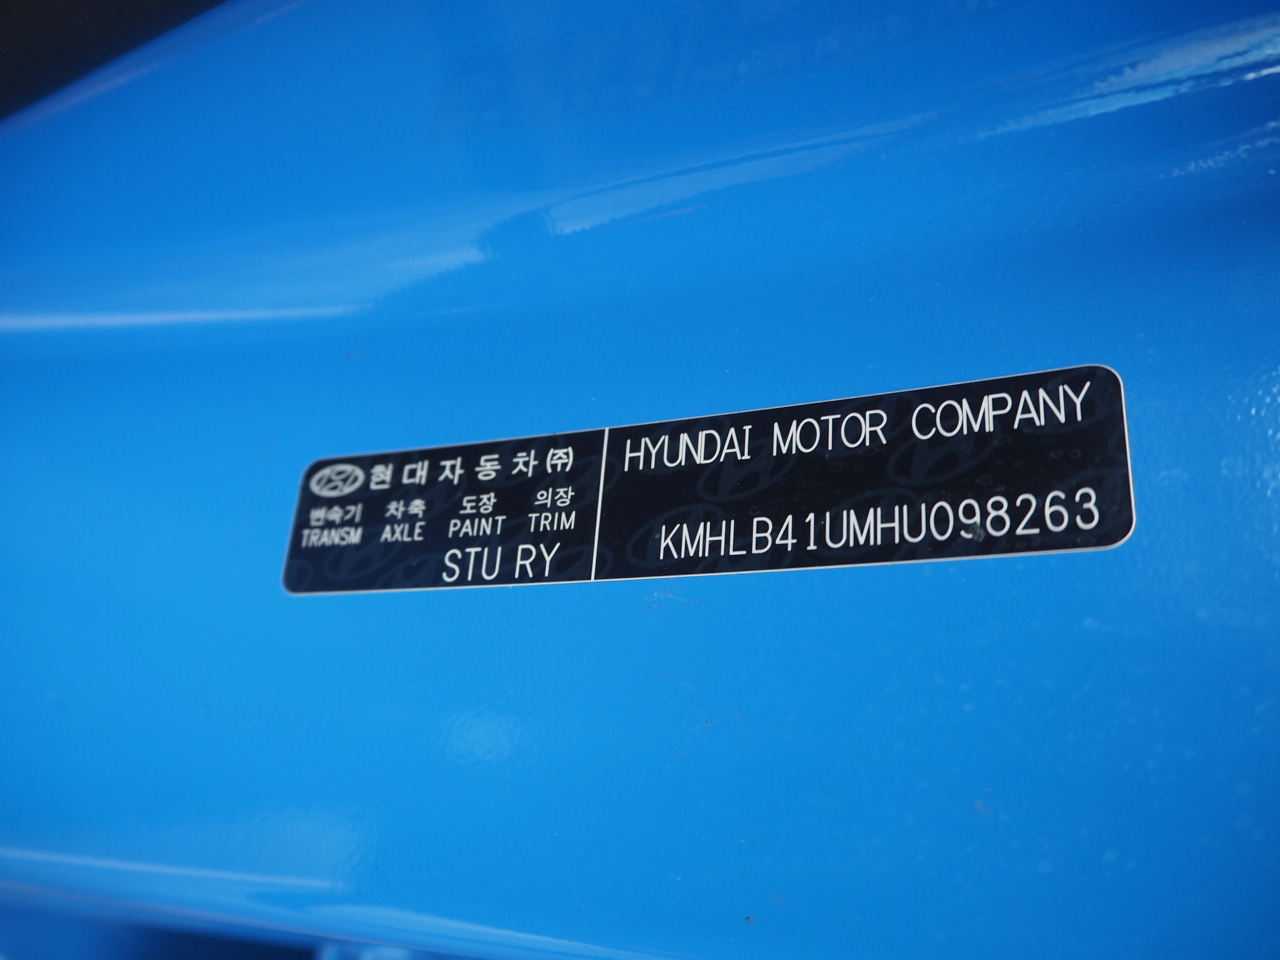 현대자동차㈜
변속기 차축 도장 의장
TRANSM AXLE PAINT TRIM
STU RY
HYUNDAI MOTOR COMPANY
KMHLB41UMHU098263